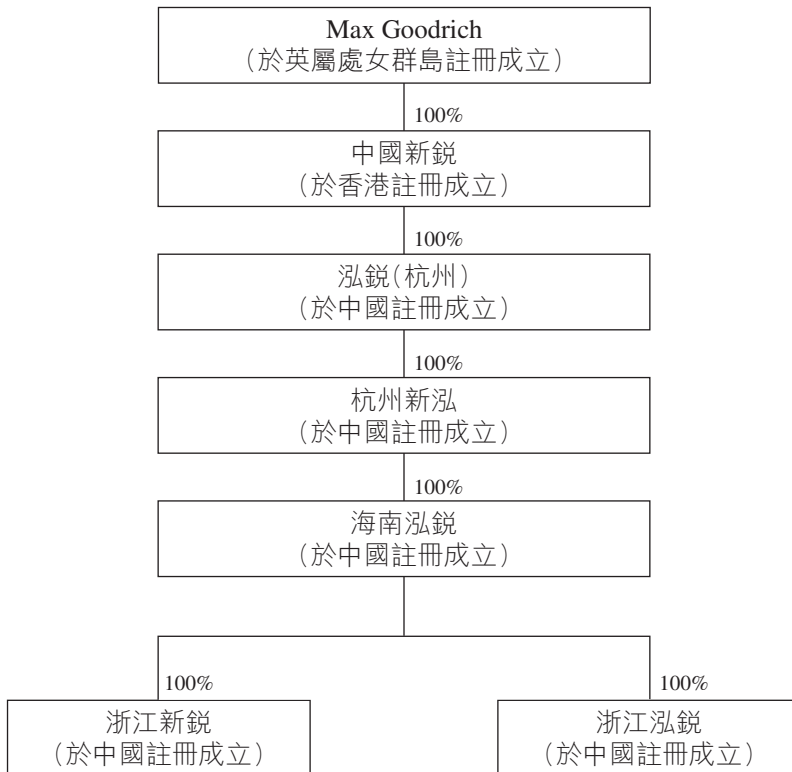 Max Goodrich
（於英屬處女群島註冊成立）
100%
中國新鋭
（於香港註冊成立）
100%
泓鋭（杭州）
（於中國註冊成立）
100%
杭州新泓
（於中國註冊成立）
100%
海南泓鋭
（於中國註冊成立）
100%
100%
浙江新鋭
（於中國註冊成立）
浙江泓鋭
（於中國註冊成立）